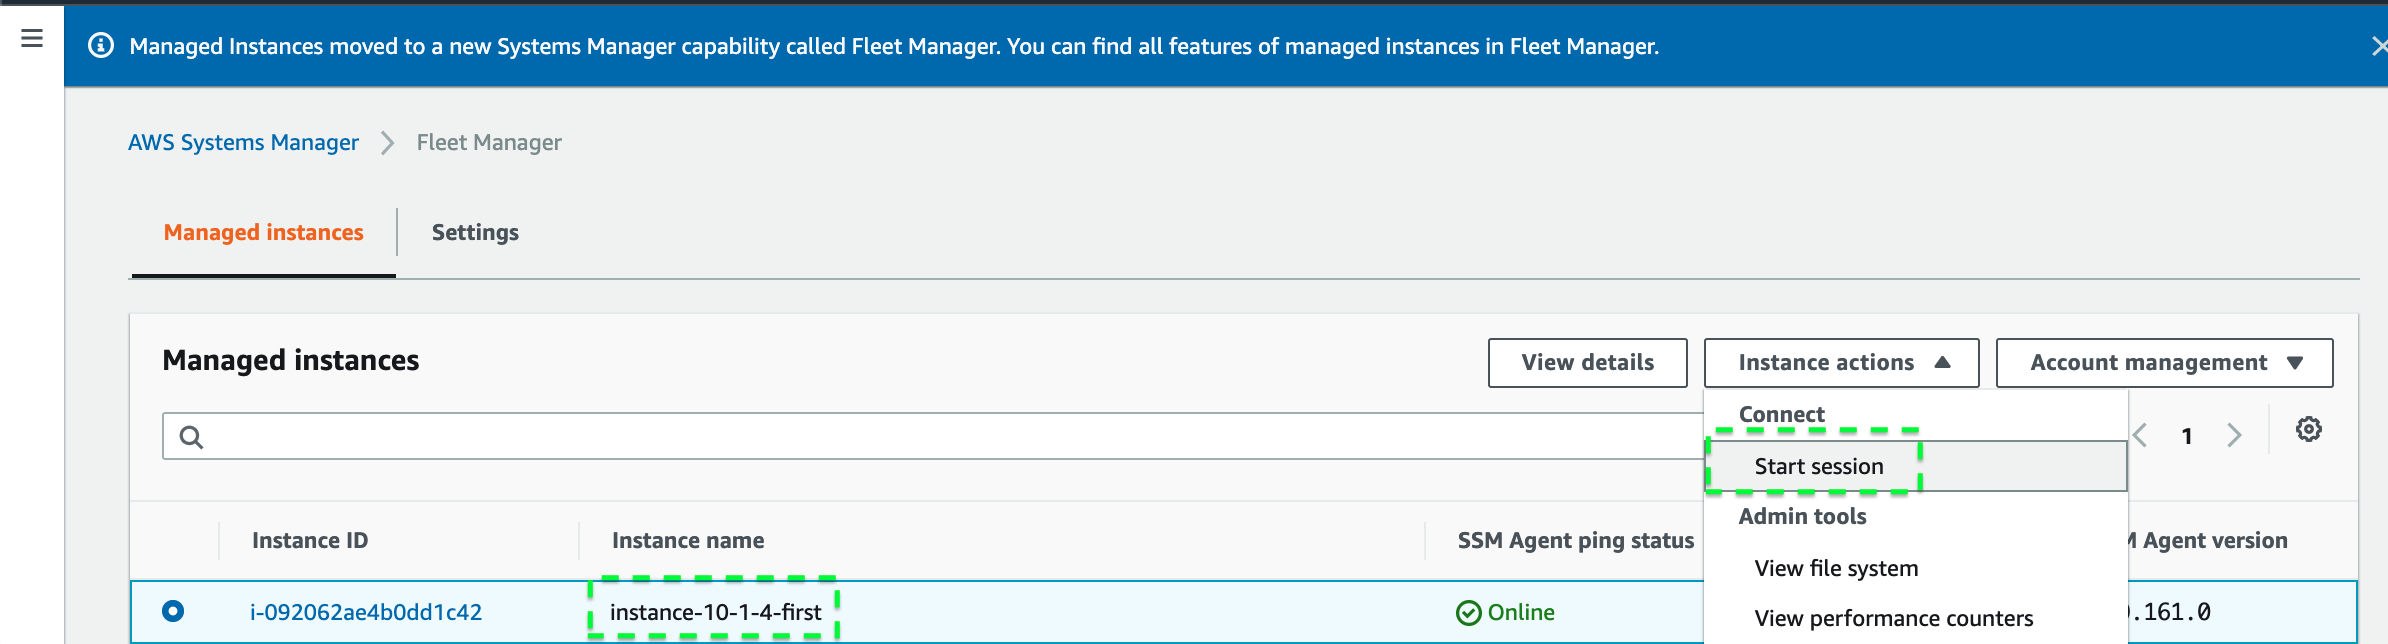 Managed Instances moved to a new Systems Manager capability called Fleet Manager. You can find all features of managed instances in Fleet Manager.
AWS Systems Manager Fleet Manager
Managed instances Settings
Managed instances
View details Instance actions Account management
Connect
1
Start session
Admin tools
Instance ID Instance name SSM Agent ping status Agent version
View file system
i-092062ae4b0dd1c42 instance-10-1-4-first Online .161.0
View performance counters